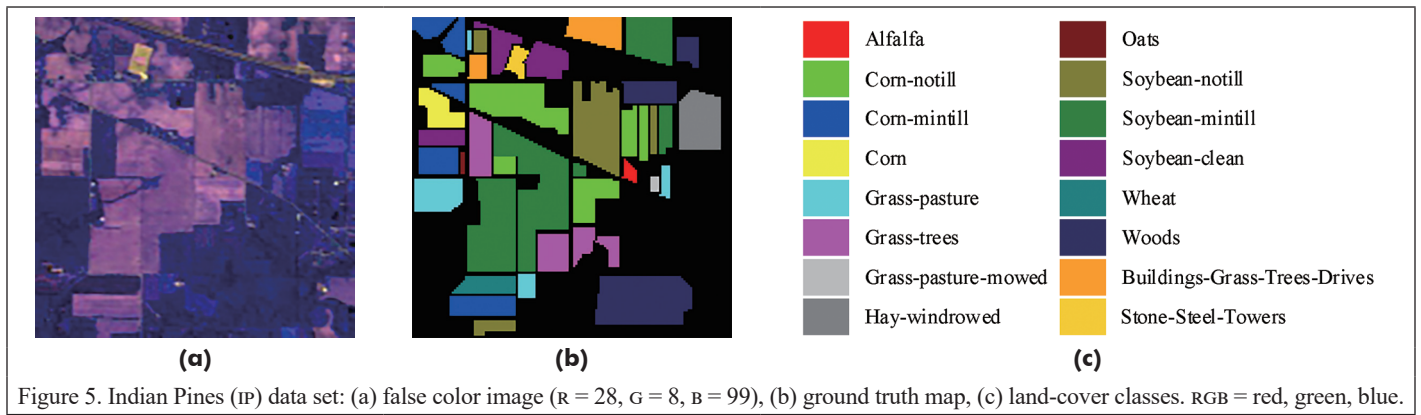 Alfalfa
Corn-notill
Corn-mintill
Corn
Grass-pasture
Grass-trees
Grass-pasture-mowed
Hay-windrowed
Oats
Soybean-notill
Soybean-mintill
Soybean-clean
Wheat
Woods
Buildings-Grass-Trees-Drives
Stone-Steel-Towers
(a)
(b)
(c)
Figure 5. Indian Pines (IP) data set: (a) false color image (R = 28, G = 8, B = 99), (b) ground truth map, (c) land-cover classes. RGB = red, green, blue.